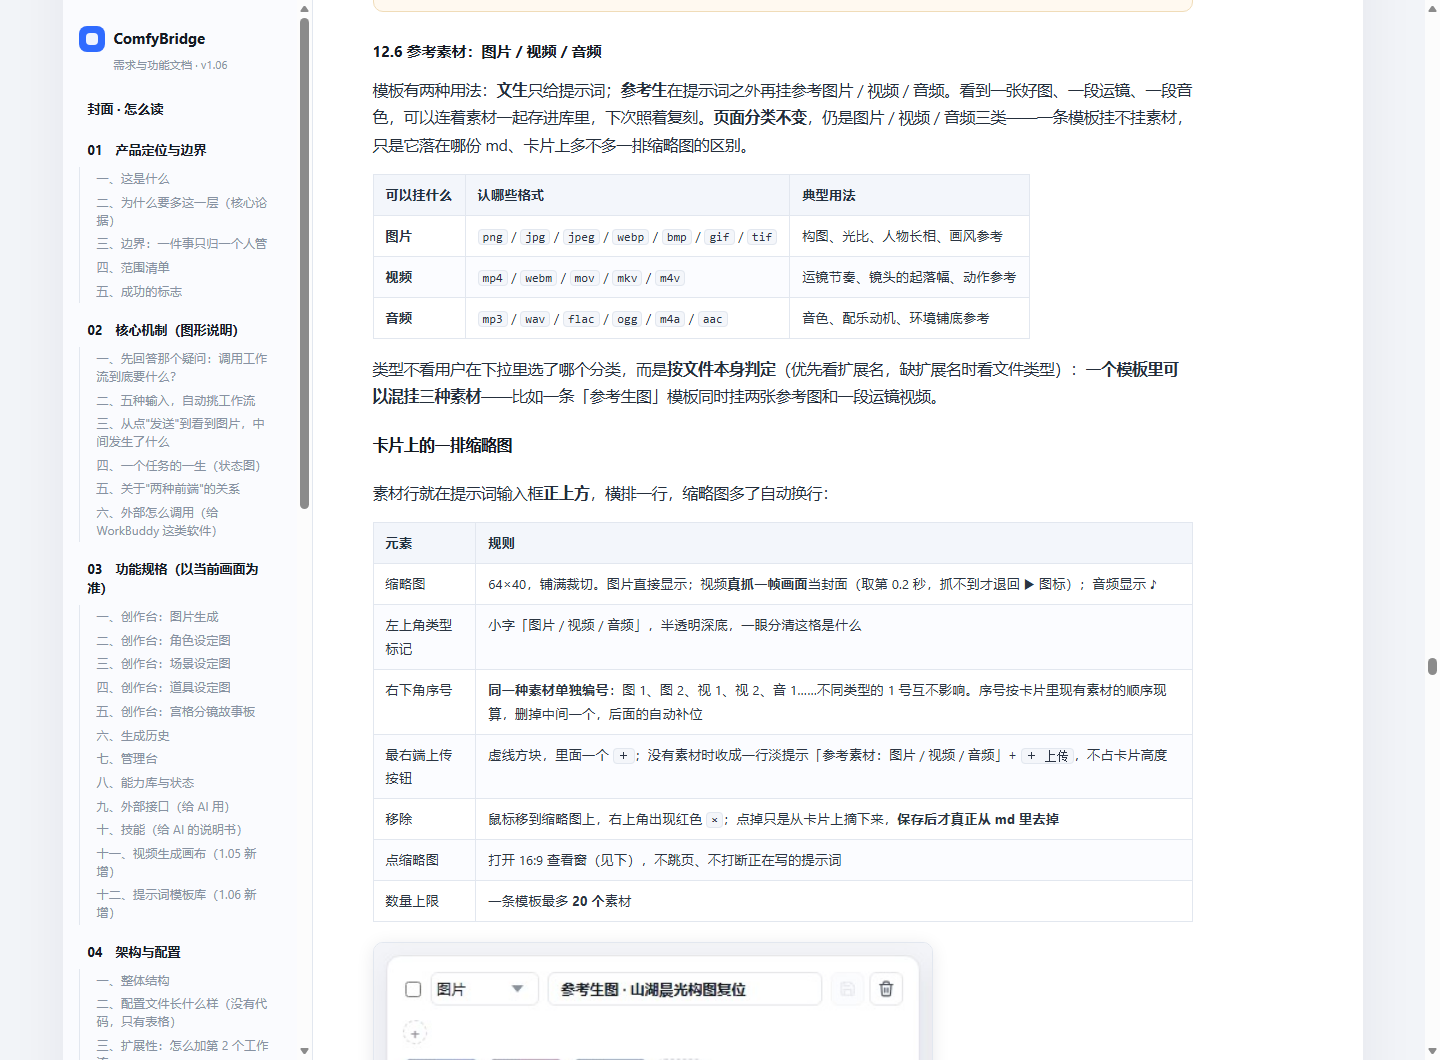 ComfyBridge
需求与功能文档 · v1.06
封面 · 怎么读
01 产品定位与边界
一、这是什么
二、为什么要多这一层（核心论
据）
三、边界：一件事只归一个人管
四、范围清单
五、成功的标志
02 核心机制（图形说明）
一、先回答那个疑问：调用工作
流到底要什么？
二、五种输入，自动挑工作流
三、从点"发送"到看到图片，中
间发生了什么
四、一个任务的一生（状态图）
五、关于"两种前端"的关系
六、外部怎么调用（给
WorkBuddy 这类软件）
03 功能规格（以当前画面为
准）
一、创作台：图片生成
二、创作台：角色设定图
三、创作台：场景设定图
四、创作台：道具设定图
五、创作台：宫格分镜故事板
六、生成历史
七、管理台
八、能力库与状态
九、外部接口（给 AI 用）
十、技能（给 AI 的说明书）
十一、视频生成画布（1.05 新
增）
十二、提示词模板库（1.06 新
增）
04 架构与配置
一、整体结构
二、配置文件长什么样（没有代
码，只有表格）
三、扩展性：怎么加第 2 个工作
12.6 参考素材：图片 / 视频 / 音频
模板有两种用法：文生只给提示词；参考生在提示词之外再挂参考图片 / 视频 / 音频。看到一张好图、一段运镜、一段音
色，可以连着素材一起存进库里，下次照着复刻。页面分类不变，仍是图片 / 视频 / 音频三类——一条模板挂不挂素材，
只是它落在哪份 md、卡片上多不多一排缩略图的区别。
可以挂什么 认哪些格式 典型用法
图片 png / jpg / jpeg / webp / bmp / gif / tif 构图、光比、人物长相、画风参考
视频 mp4 / webm / mov / mkv / m4v 运镜节奏、镜头的起落幅、动作参考
音频 mp3 / wav / flac / ogg / m4a / aac 音色、配乐动机、环境铺底参考
类型不看用户在下拉里选了哪个分类，而是按文件本身判定（优先看扩展名，缺扩展名时看文件类型）：一个模板里可
以混挂三种素材——比如一条「参考生图」模板同时挂两张参考图和一段运镜视频。
卡片上的一排缩略图
素材行就在提示词输入框正上方，横排一行，缩略图多了自动换行：
元素 规则
缩略图 64×40，铺满裁切。图片直接显示；视频真抓一帧画面当封面（取第 0.2 秒，抓不到才退回 ▶ 图标）；音频显示 ♪
左上角类型
标记 小字「图片 / 视频 / 音频」，半透明深底，一眼分清这格是什么
右下角序号 同一种素材单独编号：图 1、图 2、视 1、视 2、音 1……不同类型的 1 号互不影响。序号按卡片里现有素材的顺序现
算，删掉中间一个，后面的自动补位
最右端上传
按钮 虚线方块，里面一个 +；没有素材时收成一行淡提示「参考素材：图片 / 视频 / 音频」+ + 上传，不占卡片高度
移除 鼠标移到缩略图上，右上角出现红色 ×；点掉只是从卡片上摘下来，保存后才真正从 md 里去掉
点缩略图 打开 16:9 查看窗（见下），不跳页、不打断正在写的提示词
数量上限 一条模板最多 20 个素材
图片 参考生图 · 山湖晨光构图复位
+